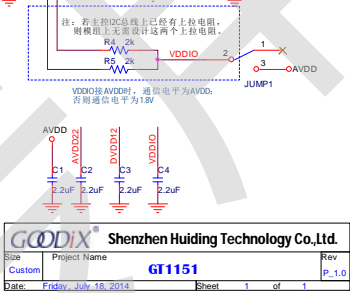 注：若主控I2C总线上已经有上拉电阻，
则模组上无需设计这两个上拉电阻。
R4 2k
VDDIO
2
1
R5 2k
3
AVDD
JUMP1
VDDIO接AVDD时，通信电平为AVDD；
否则通信电平为1.8V
AVDD
AVDD22
DVDD12
VDDIO
C1 C2 C3 C4
2.2uF 2.2uF 2.2uF 2.2uF
GOODiX® Shenzhen Huiding Technology Co.,Ltd.
Size Project Name Rev
Custom GT1151 P_1.0
Date: Friday, July 18, 2014 Sheet 1 of 1